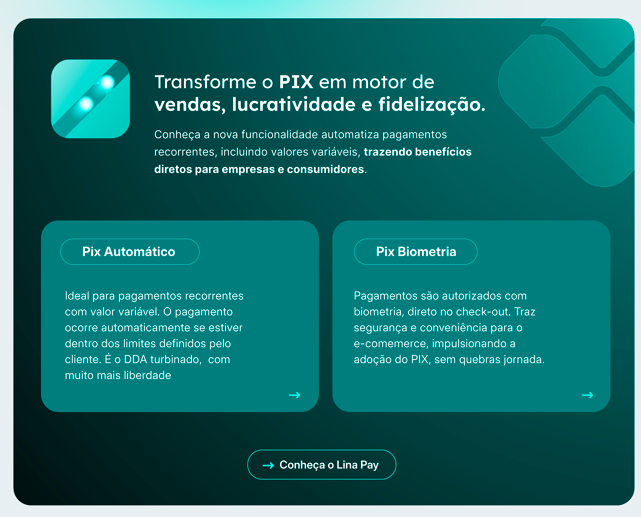 Transforme o PIX em motor de
vendas, lucratividade e fidelização.
Conheça a nova funcionalidade automatiza pagamentos
recorrentes, incluindo valores variáveis, trazendo benefícios
diretos para empresas e consumidores.
Pix Automático
Ideal para pagamentos recorrentes
com valor variável. O pagamento
ocorre automaticamente se estiver
dentro dos limites definidos pelo
cliente. É o DDA turbinado, com
muito mais liberdade
→
Pix Biometria
Pagamentos são autorizados com
biometria, direto no check-out. Traz
segurança e conveniência para o
e-comemerce, impulsionando a
adoção do PIX, sem quebras jornada.
→
→ Conheça o Lina Pay